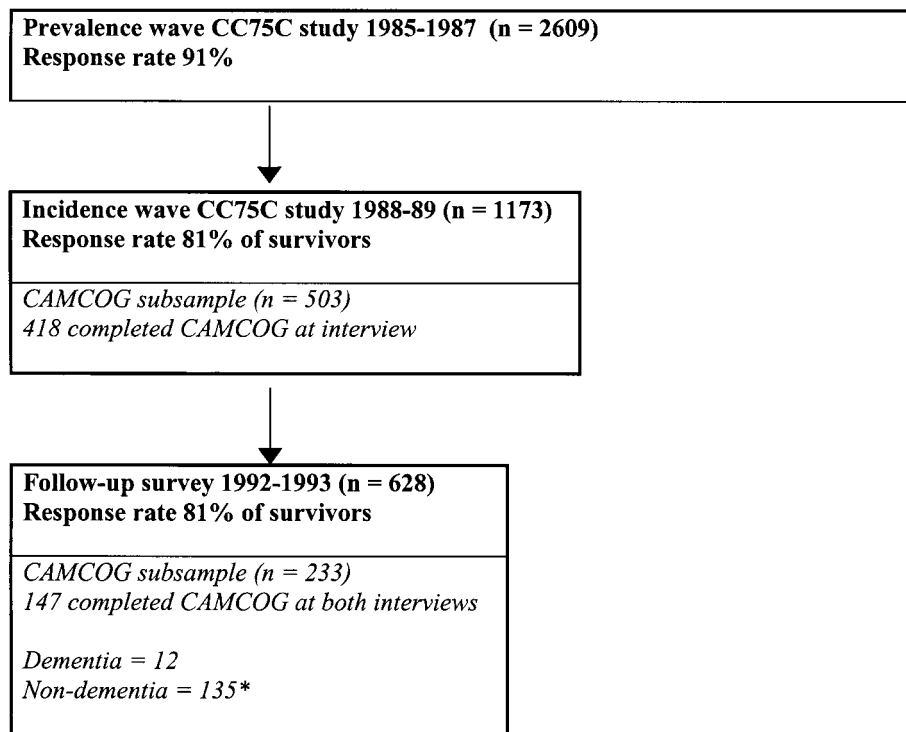 Prevalence wave CC75C study 1985-1987 (n = 2609)
Response rate 91%
Incidence wave CC75C study 1988-89 (n = 1173)
Response rate 81% of survivors
CAMCOG subsample (n = 503)
418 completed CAMCOG at interview
Follow-up survey 1992-1993 (n = 628)
Response rate 81% of survivors
CAMCOG subsample (n = 233)
147 completed CAMCOG at both interviews
Dementia = 12
Non-dementia = 135*